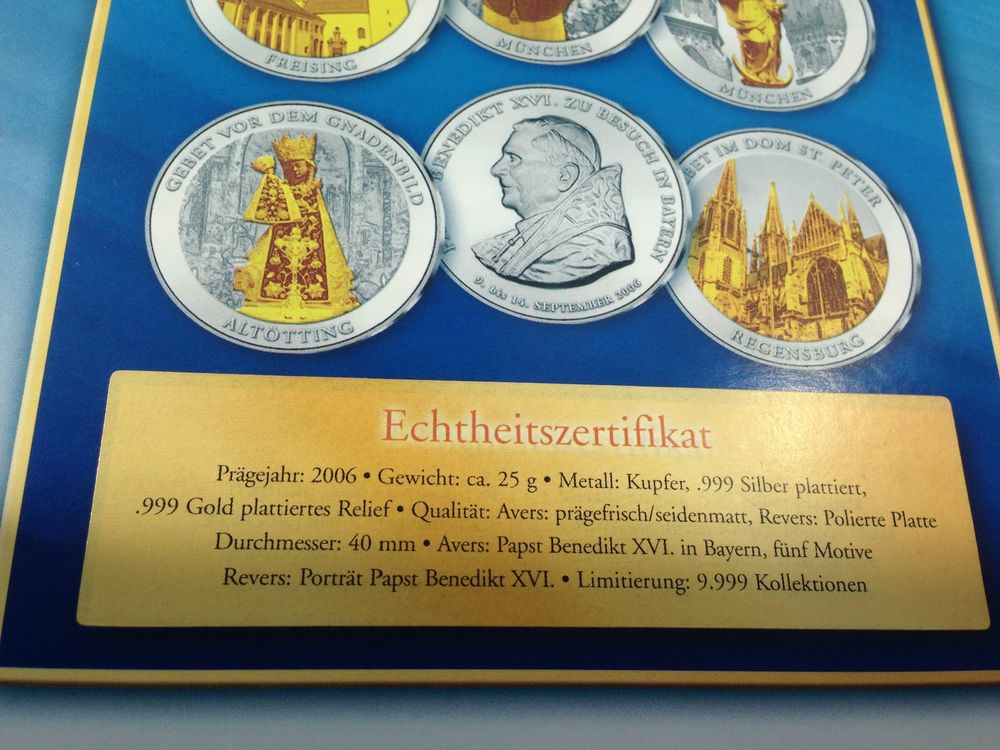 FREISING
MÜNCHEN
MÜNCHEN
GEBET VOR DEM GNADENBILD
ALTÖTTING
BENEDIKT XVI. ZU BESUCH IN BAYERN
9. bis 14. SEPTEMBER 2006
IM DOM ST. PETER
REGENSBURG
Echtheitszertifikat
Prägejahr: 2006 • Gewicht: ca. 25 g • Metall: Kupfer, .999 Silber plattiert,
.999 Gold plattiertes Relief • Qualität: Avers: prägefrisch/seidenmatt, Revers: Polierte Platte
Durchmesser: 40 mm • Avers: Papst Benedikt XVI. in Bayern, fünf Motive
Revers: Porträt Papst Benedikt XVI. • Limitierung: 9.999 Kollektionen